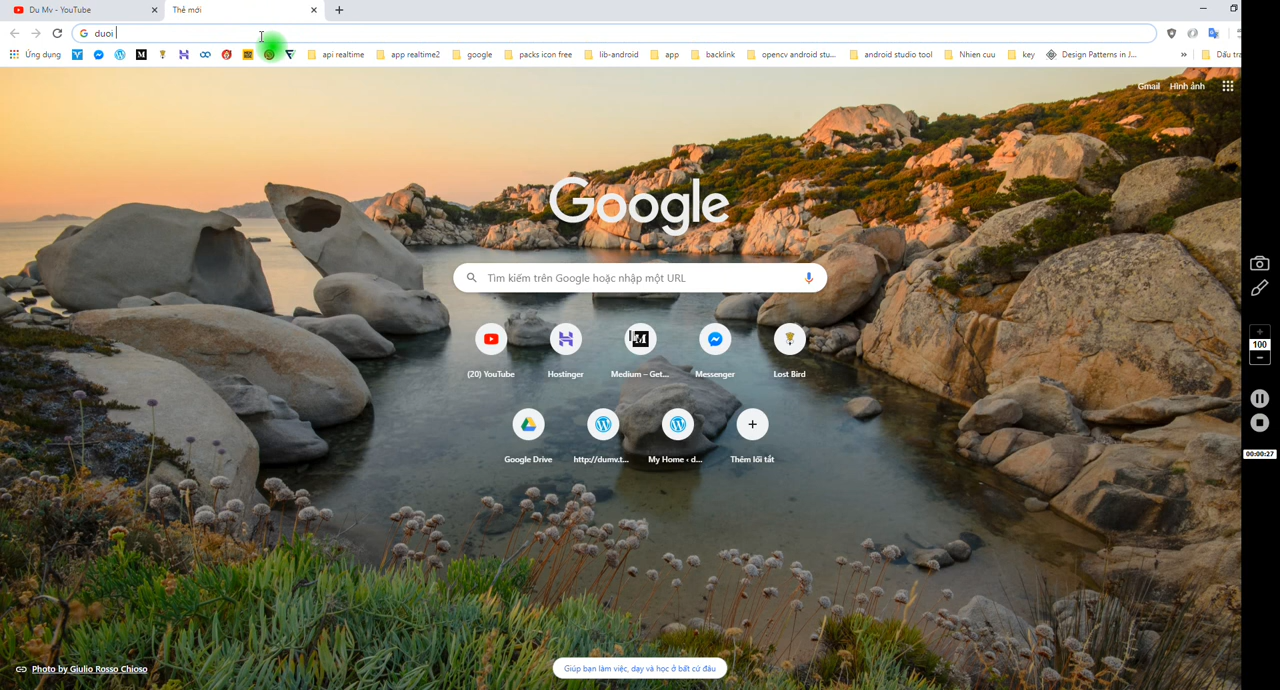 Du Mv - YouTube
Thẻ mới
duoi
Ứng dụng
api realtime
app realtime2
google
packs icon free
lib-android
app
backlink
opencv android stu...
android studio tool
Nhien cuu
key
Design Patterns in J...
»
Gmail
Hình ảnh
Google
Tìm kiếm trên Google hoặc nhập một URL
(20) YouTube
Hostinger
Medium – Get...
Messenger
Lost Bird
Google Drive
http://dumv.t...
My Home ‹ d...
Thêm lối tắt
100
00:00:27
Photo by Giulio Rosso Chioso
Giúp bạn làm việc, dạy và học ở bất cứ đâu